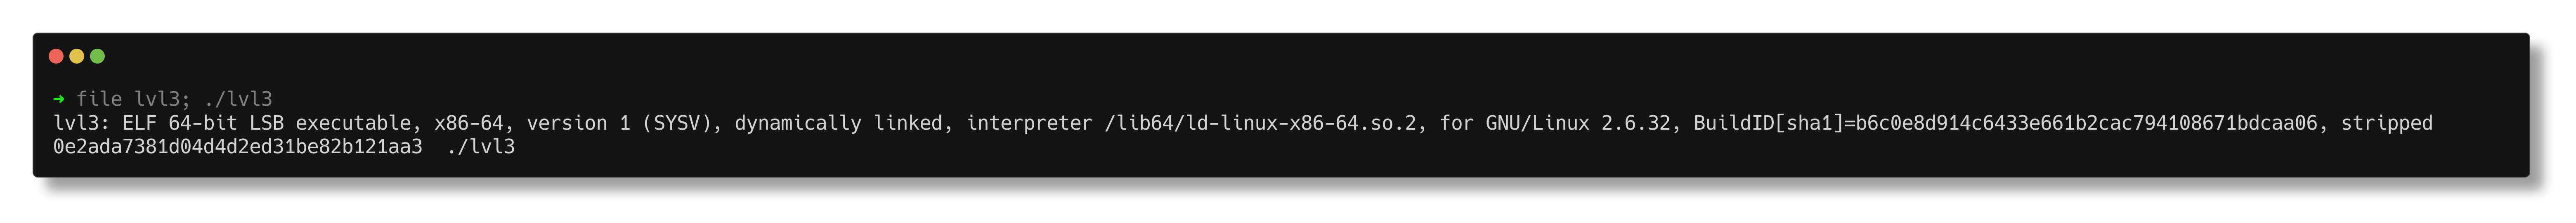 ➜ file lvl3; ./lvl3
lvl3: ELF 64-bit LSB executable, x86-64, version 1 (SYSV), dynamically linked, interpreter /lib64/ld-linux-x86-64.so.2, for GNU/Linux 2.6.32, BuildID[sha1]=b6c0e8d914c6433e661b2cac794108671bdcaa06, stripped
0e2ada7381d04d4d2ed31be82b121aa3  ./lvl3